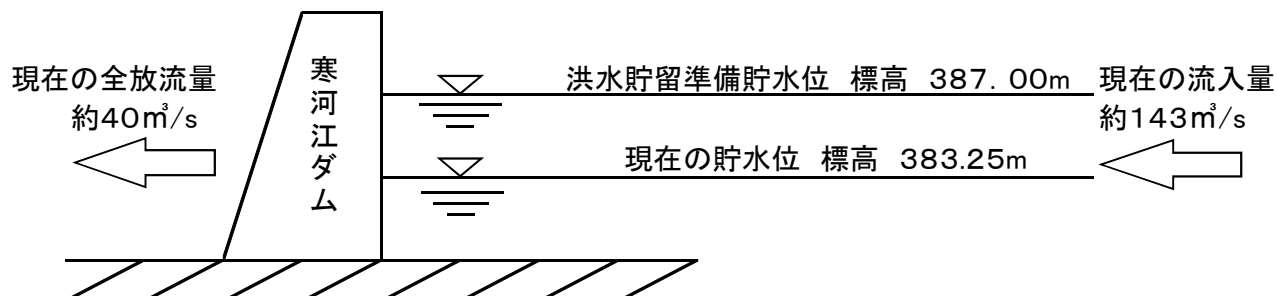 現在の全放流量
約40㎥/s
寒河江ダム
洪水貯留準備貯水位 標高 387.00m
現在の貯水位 標高 383.25m
現在の流入量
約143㎥/s